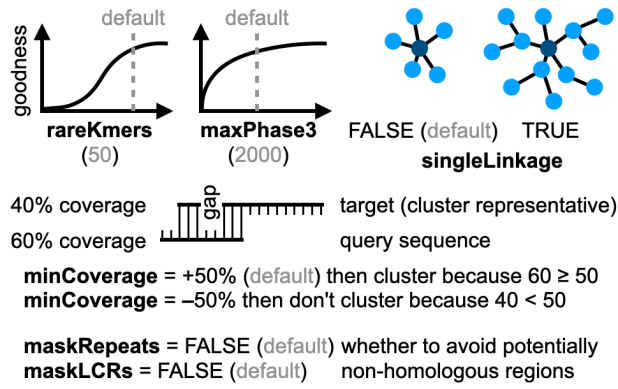 default
default
goodness
rareKmers
(50)
maxPhase3
(2000)
FALSE (default) TRUE
singleLinkage
40% coverage
gap
target (cluster representative)
60% coverage
query sequence
minCoverage = +50% (default) then cluster because 60 ≥ 50
minCoverage = –50% then don't cluster because 40 < 50
maskRepeats = FALSE (default) whether to avoid potentially
maskLCRs = FALSE (default) non-homologous regions